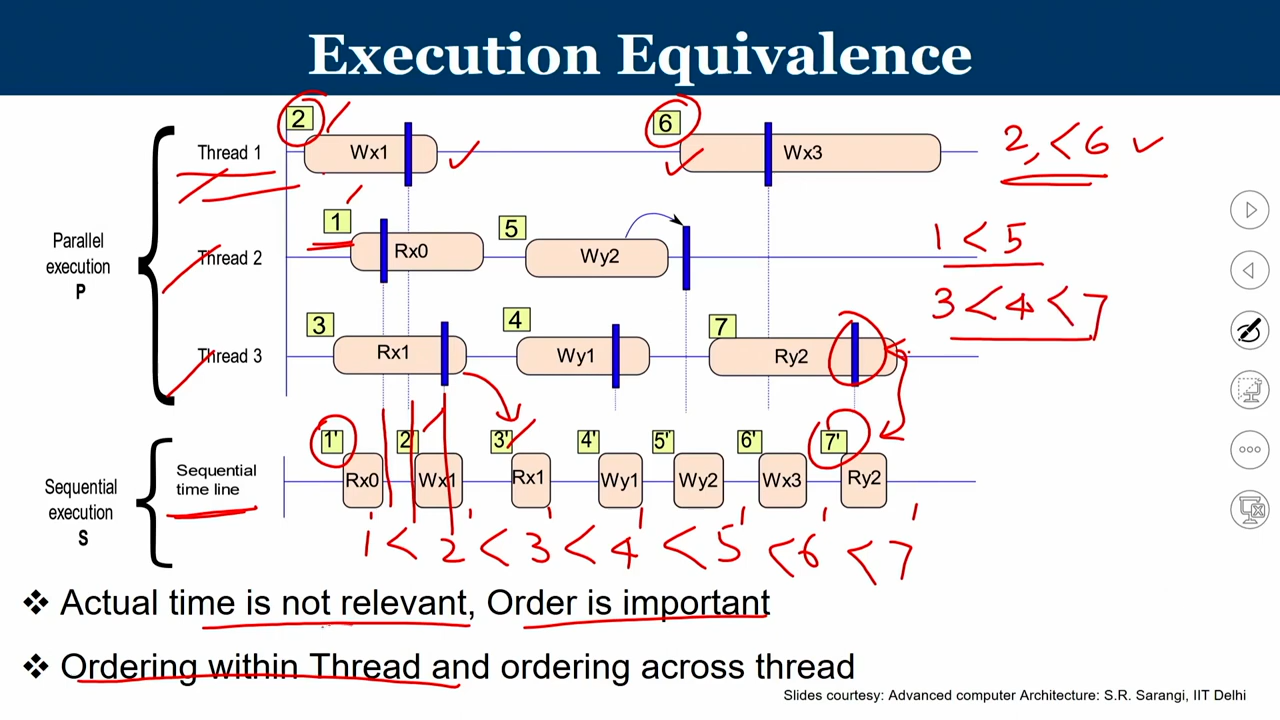 Execution Equivalence
2 6
Thread 1 Wx1 Wx3 2, < 6 ✓
1 5
Parallel
execution
P
Thread 2 Rx0 Wy2 1 < 5
3 4 7 3 < 4 < 7
Thread 3 Rx1 Wy1 Ry2
1' 2' 3' 4' 5' 6' 7'
Sequential
time line
Sequential
execution
S
Rx0 Wx1 Rx1 Wy1 Wy2 Wx3 Ry2
1' < 2' < 3' < 4' < 5' < 6' < 7'
❖ Actual time is not relevant, Order is important
❖ Ordering within Thread and ordering across thread
Slides courtesy: Advanced computer Architecture: S.R. Sarangi, IIT Delhi